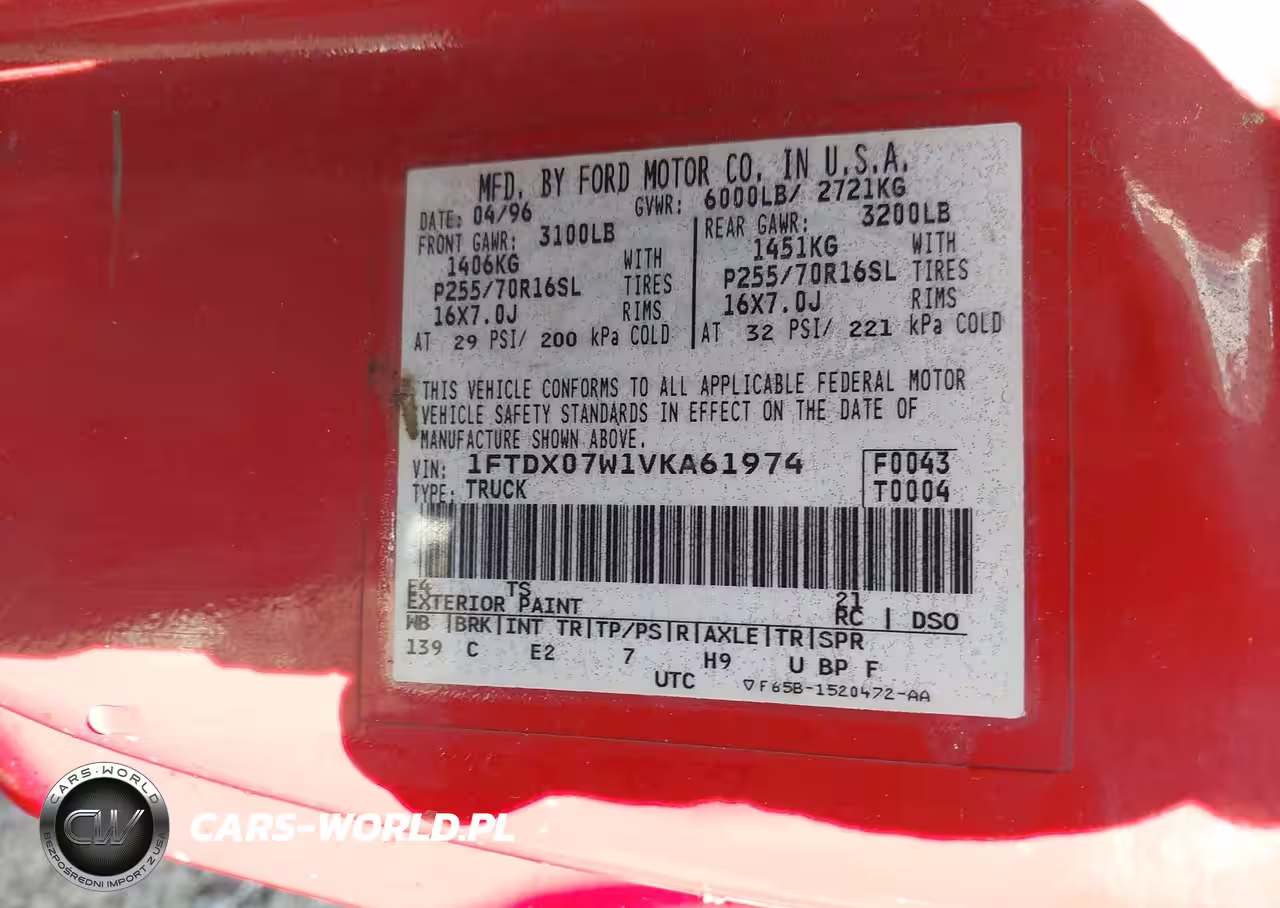 MFD. BY FORD MOTOR CO. IN U.S.A.
DATE: 04/96 GVWR: 6000LB/ 2721KG
FRONT GAWR: 3100LB
1406KG WITH
P255/70R16SL TIRES
16X7.0J RIMS
AT 29 PSI/ 200 kPa COLD
REAR GAWR: 3200LB
1451KG WITH
P255/70R16SL TIRES
16X7.0J RIMS
AT 32 PSI/ 221 kPa COLD
THIS VEHICLE CONFORMS TO ALL APPLICABLE FEDERAL MOTOR
VEHICLE SAFETY STANDARDS IN EFFECT ON THE DATE OF
MANUFACTURE SHOWN ABOVE.
VIN: 1FTDX07W1VKA61974 F0043
TYPE: TRUCK T0004
E4 TS 21
EXTERIOR PAINT RC | DSO
WB |BRK|INT TR|TP/PS|R|AXLE|TR|SPR
139 C E2 7 H9 U BP F
UTC ▽F65B-1520472-AA
CARS-WORLD
CW
BEZPOŚREDNI IMPORT Z USA
CARS-WORLD.PL